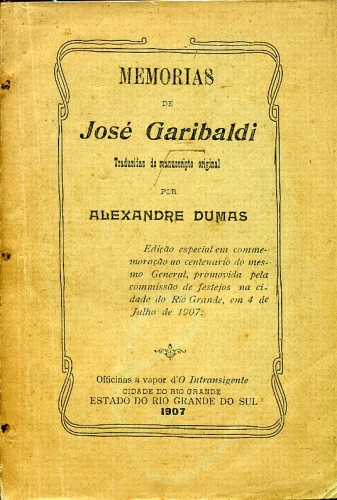 MEMORIAS
DE
José Garibaldi
Traduzidas do manuscripto original
POR
ALEXANDRE DUMAS
Edição especial em comme-
moração ao centenario do mes-
mo General, promovida pela
commissão de festejos na ci-
dade do Rio Grande, em 4 de
Julho de 1907.
Officinas a vapor d'O Intransigente
CIDADE DO RIO GRANDE
ESTADO DO RIO GRANDE DO SUL
1907